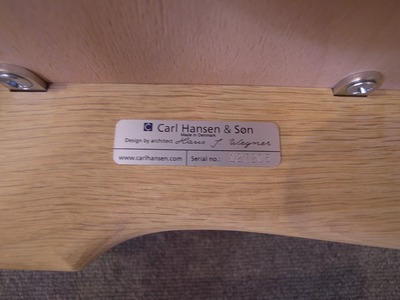 Carl Hansen & Søn
Made in Denmark
Design by architect Hans J. Wegner
www.carlhansen.com
Serial no.: